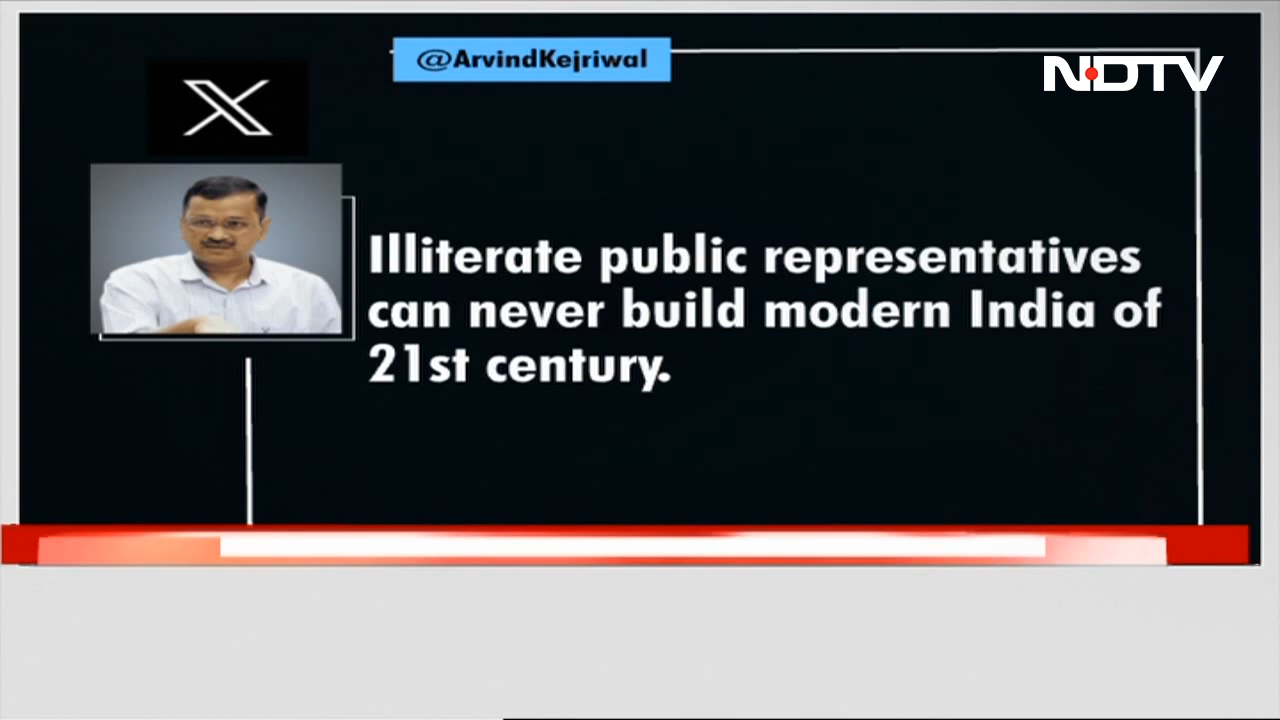 @ArvindKejriwal
NDTV
Illiterate public representatives
can never build modern India of
21st century.